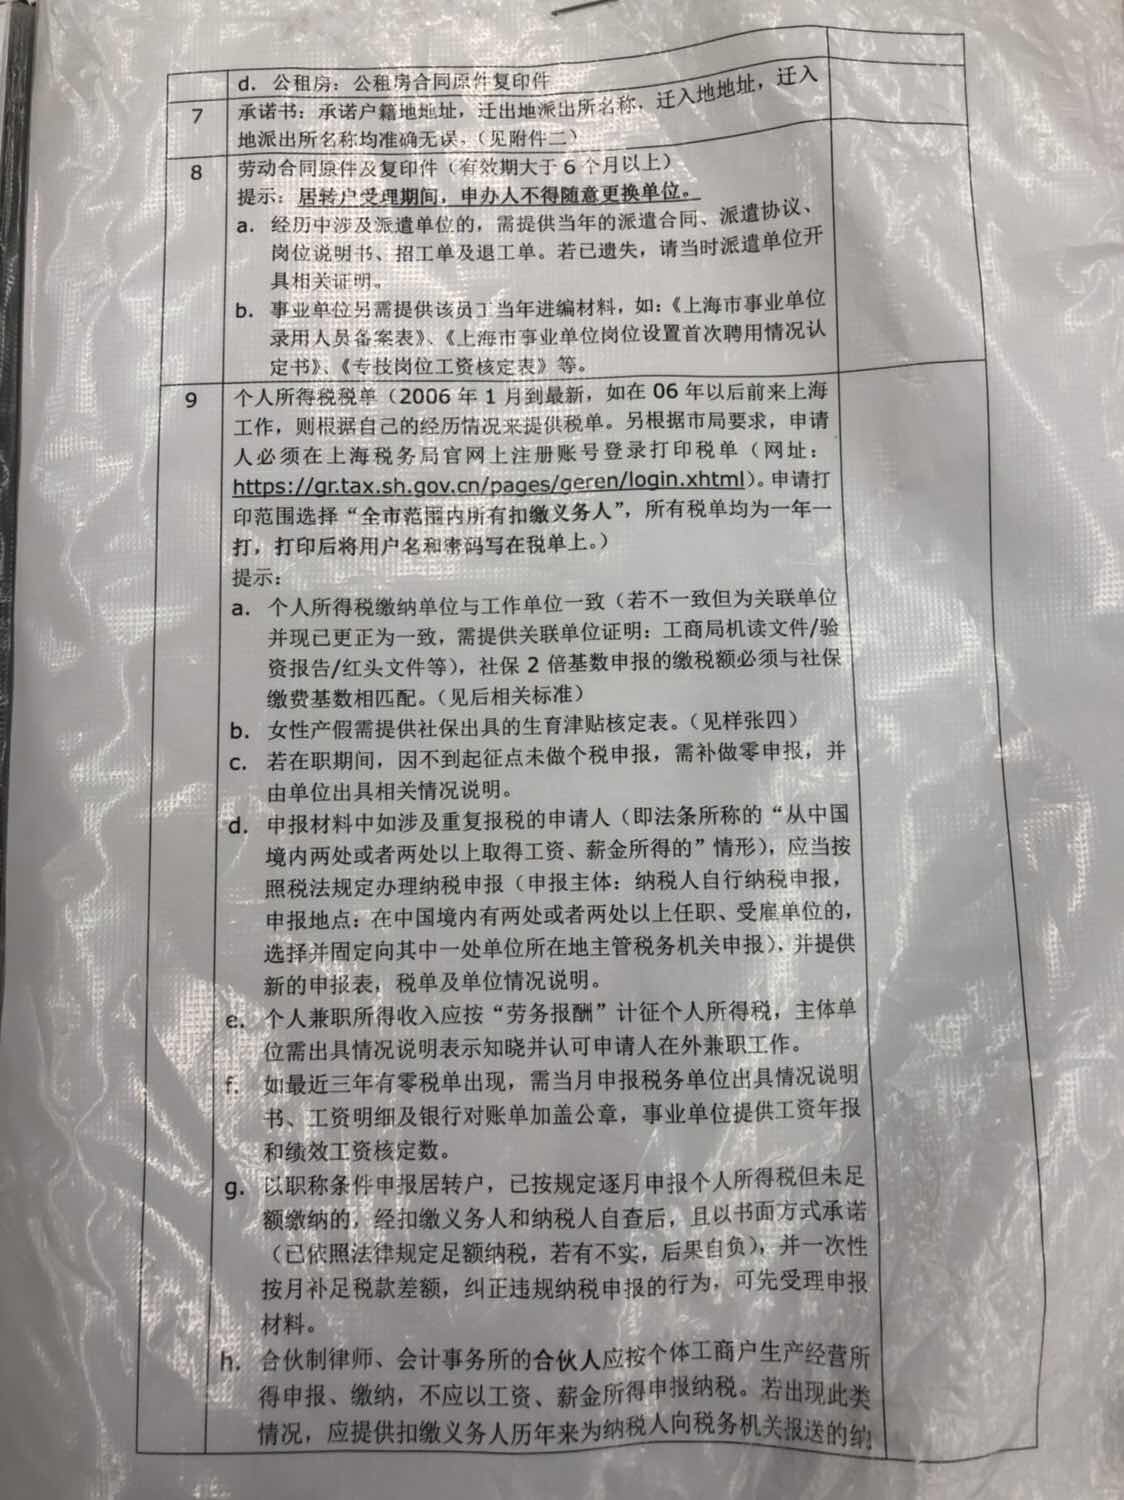 d. 公租房：公租房合同原件复印件
7 承诺书：承诺户籍地地址，迁出地派出所名称，迁入地地址，迁入
地派出所名称均准确无误，（见附件二）
8 劳动合同原件及复印件（有效期大于 6 个月以上）
提示：居转户受理期间，申办人不得随意更换单位。
a. 经历中涉及派遣单位的，需提供当年的派遣合同、派遣协议、
岗位说明书、招工单及退工单。若已遗失，请当时派遣单位开
具相关证明。
b. 事业单位另需提供该员工当年进编材料，如：《上海市事业单位
录用人员备案表》、《上海市事业单位岗位设置首次聘用情况认
定书》、《专技岗位工资核定表》等。
9 个人所得税税单（2006 年 1 月到最新，如在 06 年以后前来上海
工作，则根据自己的经历情况来提供税单。另根据市局要求，申请
人必须在上海税务局官网上注册账号登录打印税单（网址：
https://gr.tax.sh.gov.cn/pages/geren/login.xhtml）。申请打
印范围选择“全市范围内所有扣缴义务人”，所有税单均为一年一
打，打印后将用户名和密码写在税单上。）
提示：
a. 个人所得税缴纳单位与工作单位一致（若不一致但为关联单位
并现已更正为一致，需提供关联单位证明：工商局机读文件/验
资报告/红头文件等），社保 2 倍基数申报的缴税额必须与社保
缴费基数相匹配。（见后相关标准）
b. 女性产假需提供社保出具的生育津贴核定表。（见样张四）
c. 若在职期间，因不到起征点未做个税申报，需补做零申报，并
由单位出具相关情况说明。
d. 申报材料中如涉及重复报税的申请人（即法条所称的“从中国
境内两处或者两处以上取得工资、薪金所得的”情形），应当按
照税法规定办理纳税申报（申报主体：纳税人自行纳税申报，
申报地点：在中国境内有两处或者两处以上任职、受雇单位的，
选择并固定向其中一处单位所在地主管税务机关申报），并提供
新的申报表，税单及单位情况说明。
e. 个人兼职所得收入应按“劳务报酬”计征个人所得税，主体单
位需出具情况说明表示知晓并认可申请人在外兼职工作。
f. 如最近三年有零税单出现，需当月申报税务单位出具情况说明
书、工资明细及银行对账单加盖公章，事业单位提供工资年报
和绩效工资核定数。
g. 以职称条件申报居转户，已按规定逐月申报个人所得税但未足
额缴纳的，经扣缴义务人和纳税人自查后，且以书面方式承诺
（已依照法律规定足额纳税，若有不实，后果自负），并一次性
按月补足税款差额，纠正违规纳税申报的行为，可先受理申报
材料。
h. 合伙制律师、会计事务所的合伙人应按个体工商户生产经营所
得申报、缴纳，不应以工资、薪金所得申报纳税。若出现此类
情况，应提供扣缴义务人历年来为纳税人向税务机关报送的纳